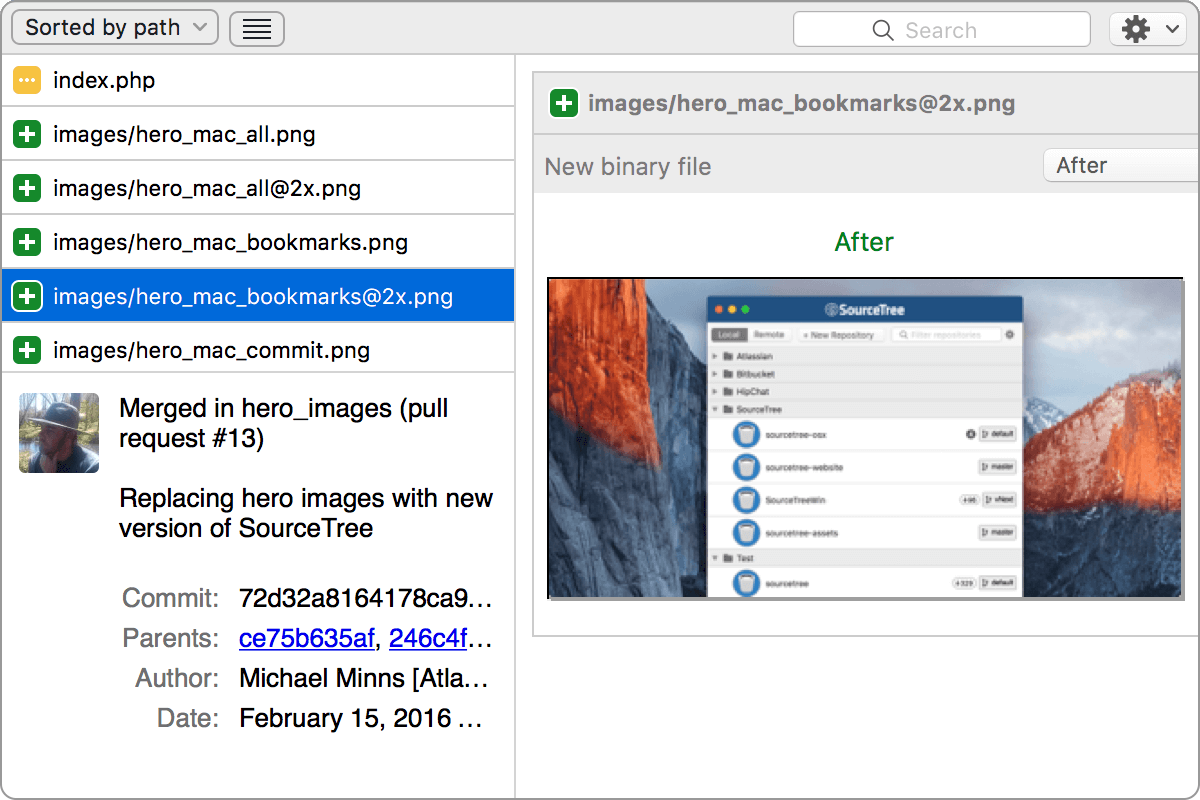 Sorted by path
Search
index.php
images/hero_mac_all.png
images/hero_mac_all@2x.png
images/hero_mac_bookmarks.png
images/hero_mac_bookmarks@2x.png
images/hero_mac_commit.png
Merged in hero_images (pull
request #13)
Replacing hero images with new
version of SourceTree
Commit: 72d32a8164178ca9...
Parents: ce75b635af, 246c4f...
Author: Michael Minns [Atla...
Date: February 15, 2016 ...
images/hero_mac_bookmarks@2x.png
New binary file
After
After
SourceTree
Local Remote + New Repository Filter repositories
Atlassian
Bitbucket
HipChat
SourceTree
sourcetree-osx default
sourcetree-website master
SourceTreeWin vNext
sourcetree-assets master
Test
sourcetree 329 default